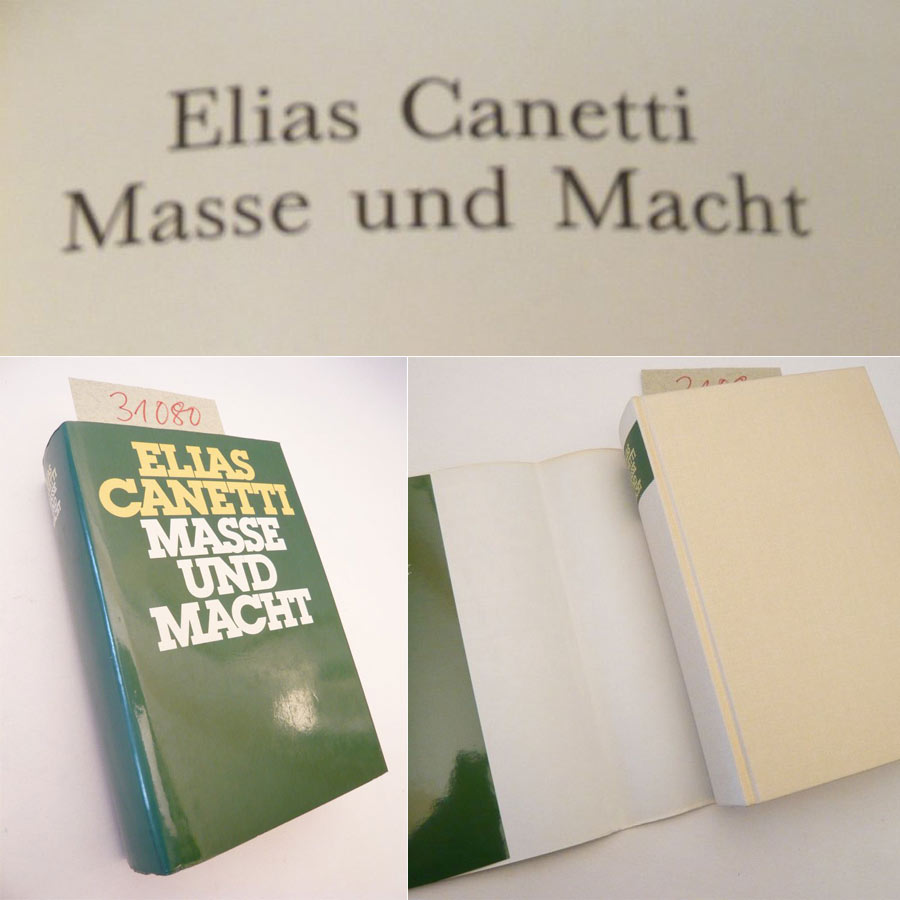 Elias Canetti
Masse und Macht
31080
ELIAS
CANETTI
MASSE
UND
MACHT